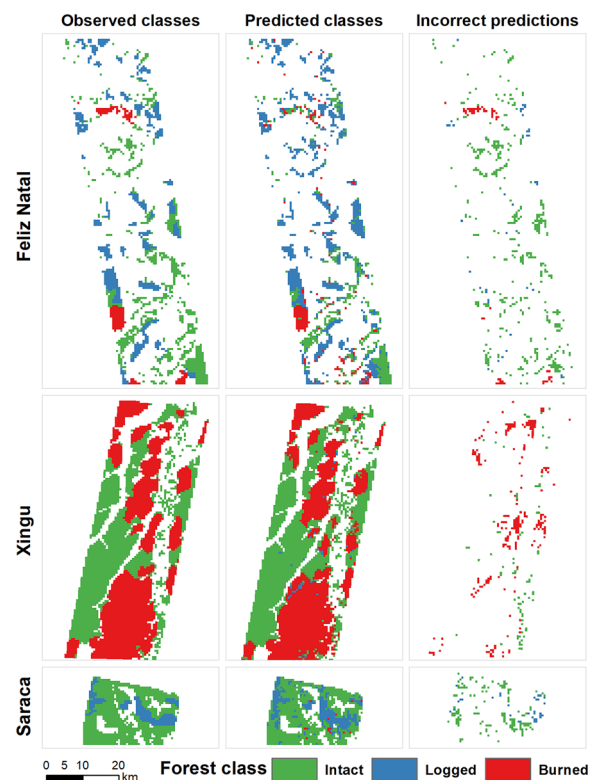 Observed classes Predicted classes Incorrect predictions
Feliz Natal
Xingu
Saraca
0 5 10 20
km
Forest class Intact Logged Burned